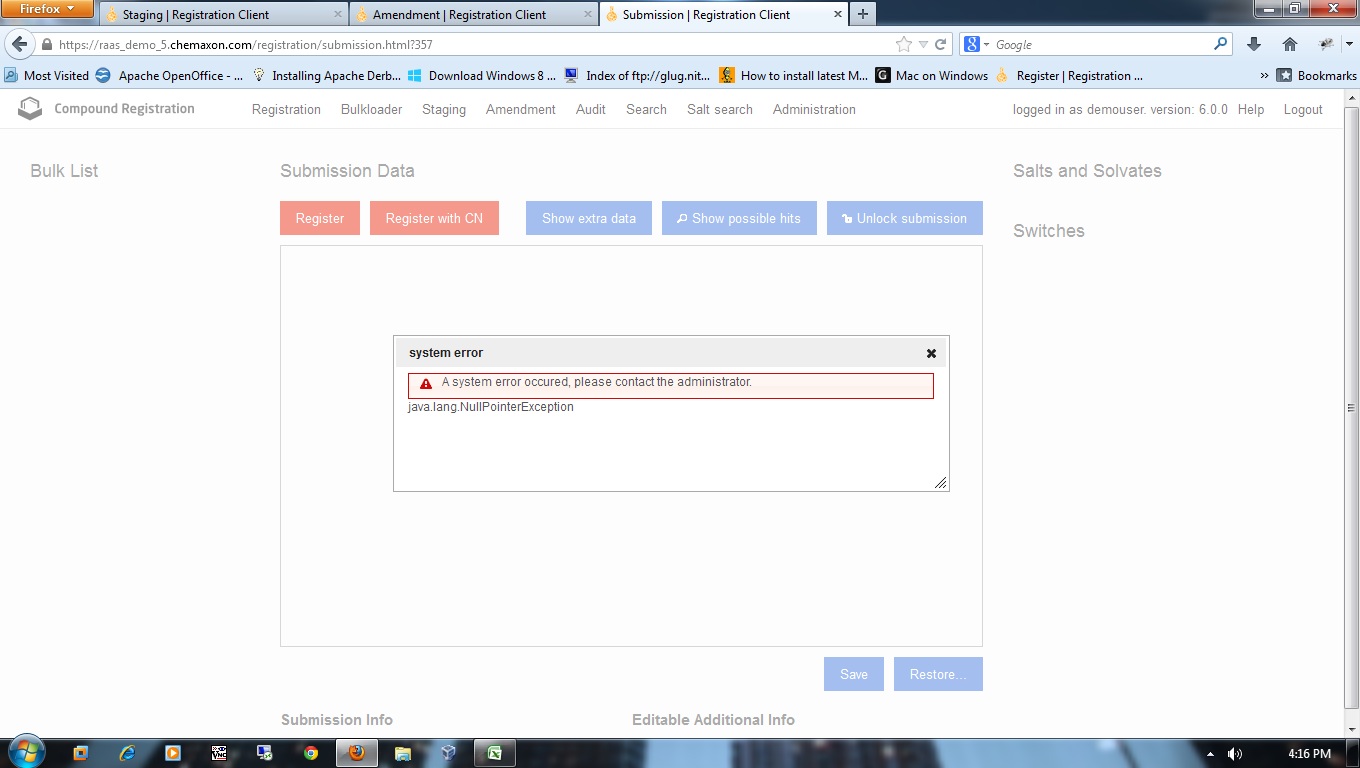 Firefox
Staging | Registration Client
Amendment | Registration Client
Submission | Registration Client
https://raas_demo_5.chemaxon.com/registration/submission.html?357
Google
Most Visited
Apache OpenOffice - ...
Installing Apache Derb...
Download Windows 8 ...
Index of ftp://glug.nit...
How to install latest M...
Mac on Windows
Register | Registration ...
Bookmarks
Compound Registration
Registration
Bulkloader
Staging
Amendment
Audit
Search
Salt search
Administration
logged in as demouser. version: 6.0.0
Help
Logout
Bulk List
Submission Data
Salts and Solvates
Register
Register with CN
Show extra data
Show possible hits
Unlock submission
Switches
system error
A system error occured, please contact the administrator.
java.lang.NullPointerException
Save
Restore...
Submission Info
Editable Additional Info
4:16 PM